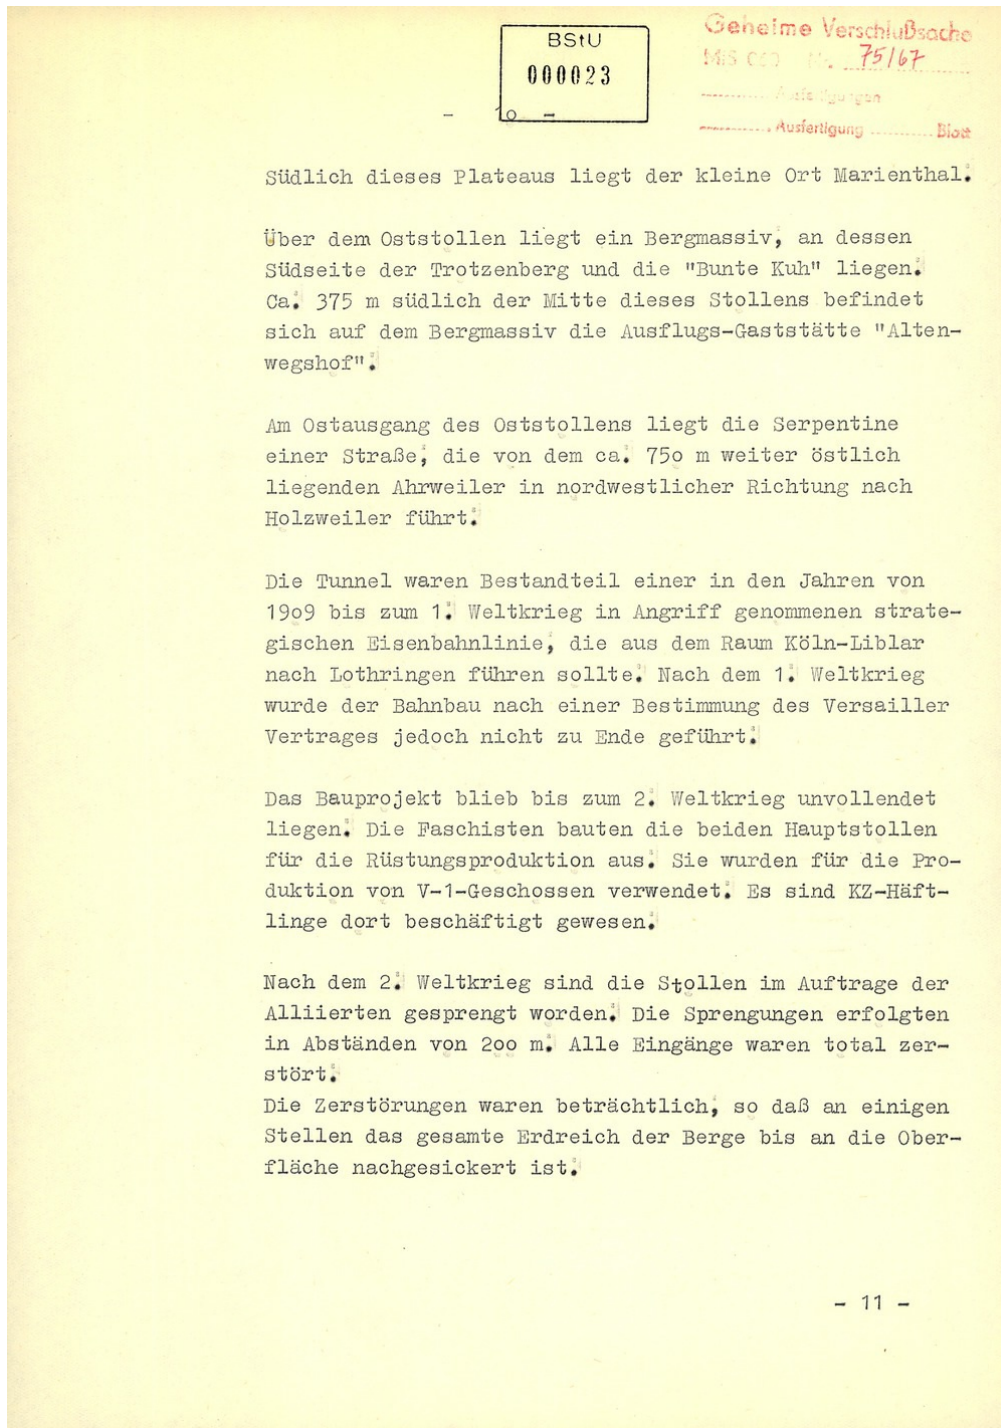 Geheime Verschlußsache
BStU
000023
MfS 75/67
Ausfertigungen
Ausfertigung Blatt
- 1o -
Südlich dieses Plateaus liegt der kleine Ort Marienthal.
Über dem Oststollen liegt ein Bergmassiv, an dessen
Südseite der Trotzenberg und die "Bunte Kuh" liegen.
Ca. 375 m südlich der Mitte dieses Stollens befindet
sich auf dem Bergmassiv die Ausflugs-Gaststätte "Alten-
wegshof".
Am Ostausgang des Oststollens liegt die Serpentine
einer Straße, die von dem ca. 75o m weiter östlich
liegenden Ahrweiler in nordwestlicher Richtung nach
Holzweiler führt.
Die Tunnel waren Bestandteil einer in den Jahren von
19o9 bis zum 1. Weltkrieg in Angriff genommenen strate-
gischen Eisenbahnlinie, die aus dem Raum Köln-Liblar
nach Lothringen führen sollte. Nach dem 1. Weltkrieg
wurde der Bahnbau nach einer Bestimmung des Versailler
Vertrages jedoch nicht zu Ende geführt.
Das Bauprojekt blieb bis zum 2. Weltkrieg unvollendet
liegen. Die Faschisten bauten die beiden Hauptstollen
für die Rüstungsproduktion aus. Sie wurden für die Pro-
duktion von V-1-Geschossen verwendet. Es sind KZ-Häft-
linge dort beschäftigt gewesen.
Nach dem 2. Weltkrieg sind die Stollen im Auftrage der
Alliierten gesprengt worden. Die Sprengungen erfolgten
in Abständen von 2oo m. Alle Eingänge waren total zer-
stört.
Die Zerstörungen waren beträchtlich, so daß an einigen
Stellen das gesamte Erdreich der Berge bis an die Ober-
fläche nachgesickert ist.
- 11 -